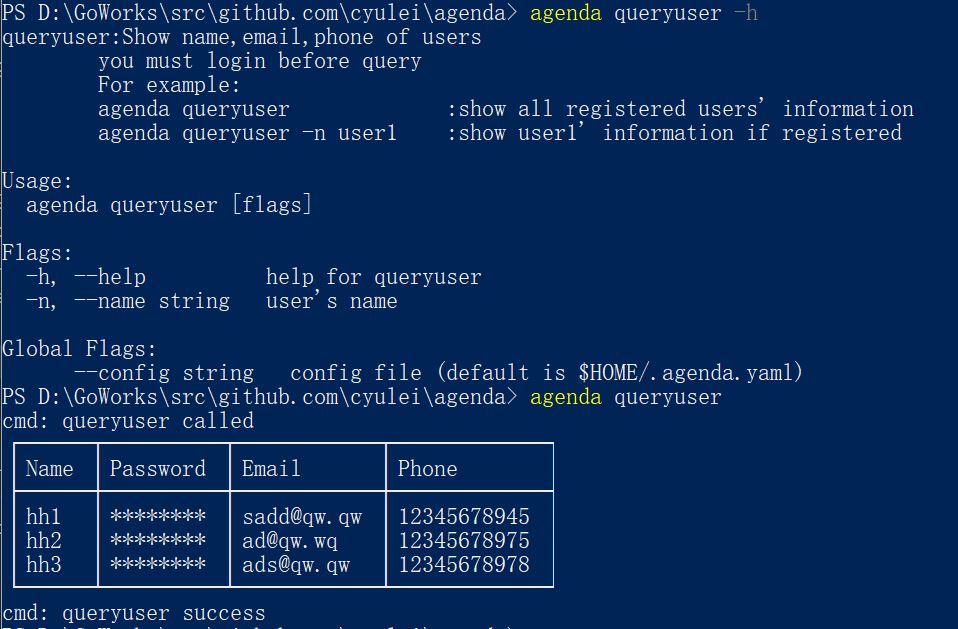 PS D:\GoWorks\src\github.com\cyulei\agenda> agenda queryuser -h
queryuser:Show name,email,phone of users
        you must login before query
        For example:
        agenda queryuser             :show all registered users' information
        agenda queryuser -n user1    :show user1' information if registered

Usage:
  agenda queryuser [flags]

Flags:
  -h, --help          help for queryuser
  -n, --name string   user's name

Global Flags:
      --config string   config file (default is $HOME/.agenda.yaml)
PS D:\GoWorks\src\github.com\cyulei\agenda> agenda queryuser
cmd: queryuser called
Name Password Email Phone
hh1 ******** sadd@qw.qw 12345678945
hh2 ******** ad@qw.wq 12345678975
hh3 ******** ads@qw.qw 12345678978
cmd: queryuser success